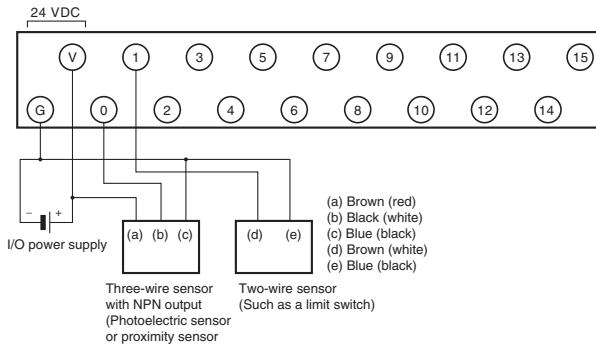 24 VDC
V 1 3 5 7 9 11 13 15
G 0 2 4 6 8 10 12 14
− +
I/O power supply
(a) (b) (c)
(d) (e)
(a) Brown (red)
(b) Black (white)
(c) Blue (black)
(d) Brown (white)
(e) Blue (black)
Three-wire sensor
with NPN output
(Photoelectric sensor
or proximity sensor
Two-wire sensor
(Such as a limit switch)